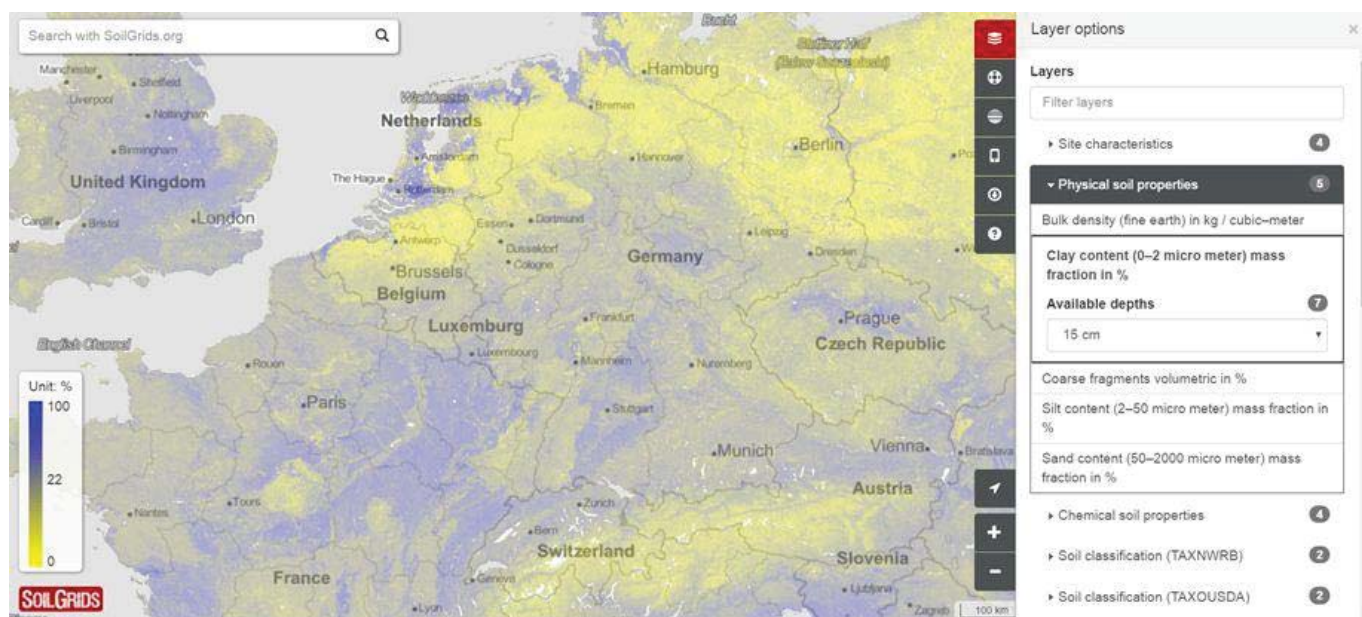 Search with SoilGrids.org
Manchester
Sheffield
Liverpool
Nottingham
Birmingham
United Kingdom
Cardiff
Bristol
London
English Channel
Netherlands
Amsterdam
The Hague
Rotterdam
Antwerp
Brussels
Belgium
Luxemburg
Luxembourg
Bucht
Hamburg
Bremen
Hannover
Berlin
Essen
Dortmund
Dusseldorf
Cologne
Leipzig
Dresden
Germany
Frankfurt
Mannheim
Nuremberg
Stuttgart
Munich
Prague
Czech Republic
Vienna
Bratislava
Austria
Rouen
Paris
Tours
Nantes
France
Lyon
Zurich
Bern
Switzerland
Geneva
Slovenia
Ljubljana
Zagreb
100 km
Unit: %
100
22
0
SOILGRIDS
Layer options
×
Layers
Filter layers
Site characteristics 4
Physical soil properties 5
Bulk density (fine earth) in kg / cubic–meter
Clay content (0–2 micro meter) mass
fraction in %
Available depths 7
15 cm
Coarse fragments volumetric in %
Silt content (2–50 micro meter) mass fraction in
%
Sand content (50–2000 micro meter) mass
fraction in %
Chemical soil properties 4
Soil classification (TAXNWRB) 2
Soil classification (TAXOUSDA) 2